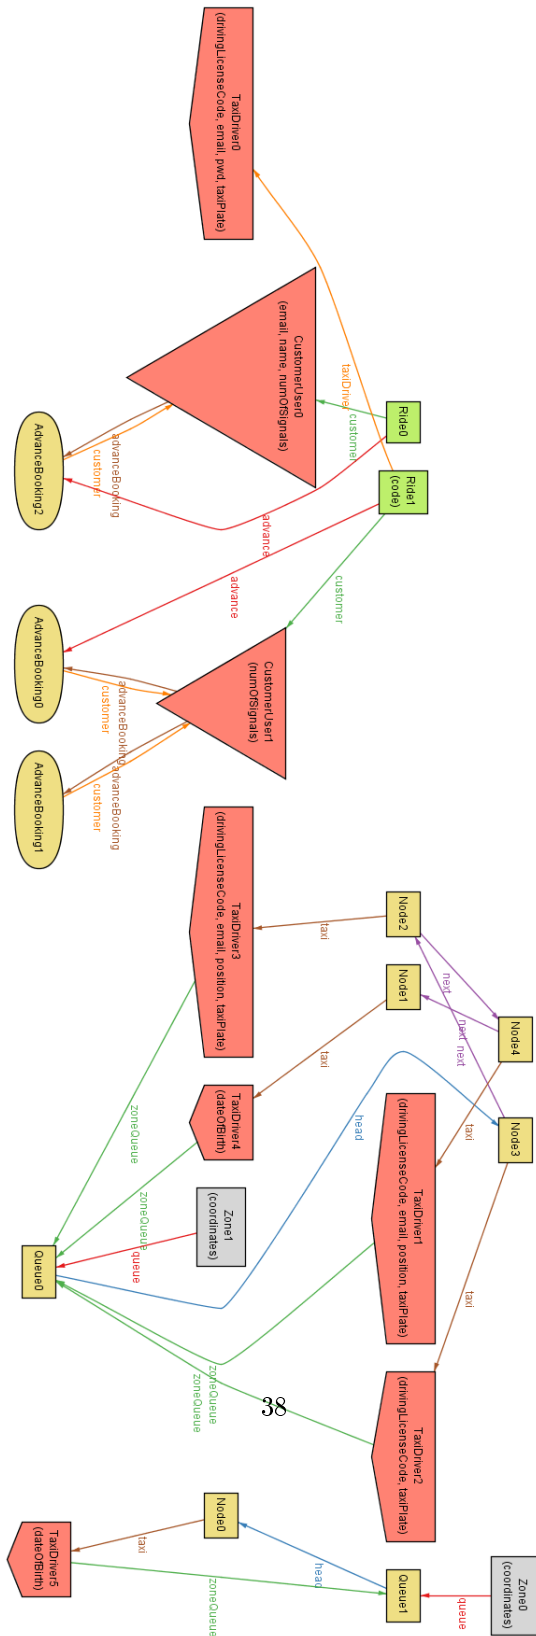 TaxiDriver0
(drivingLicenseCode, email, pwd, taxiPlate)
CustomerUser0
(email, name, numOfSignals)
Ride0
Ride1
(code)
taxiDriver
customer
advanceBooking
customer
AdvanceBooking2
advance
advance
customer
CustomerUser1
(numOfSignals)
advanceBooking
customer
AdvanceBooking0
advanceBooking
customer
AdvanceBooking1
TaxiDriver3
(drivingLicenseCode, email, position, taxiPlate)
Node2
Node1
Node4
Node3
next
next
next
taxi
taxi
taxi
taxi
head
TaxiDriver4
(dateOfBirth)
TaxiDriver1
(drivingLicenseCode, email, position, taxiPlate)
zoneQueue
zoneQueue
Zone1
(coordinates)
queue
Queue0
zoneQueue
zoneQueue
38
TaxiDriver2
(drivingLicenseCode, taxiPlate)
Node0
taxi
TaxiDriver5
(dateOfBirth)
head
zoneQueue
Queue1
queue
Zone0
(coordinates)